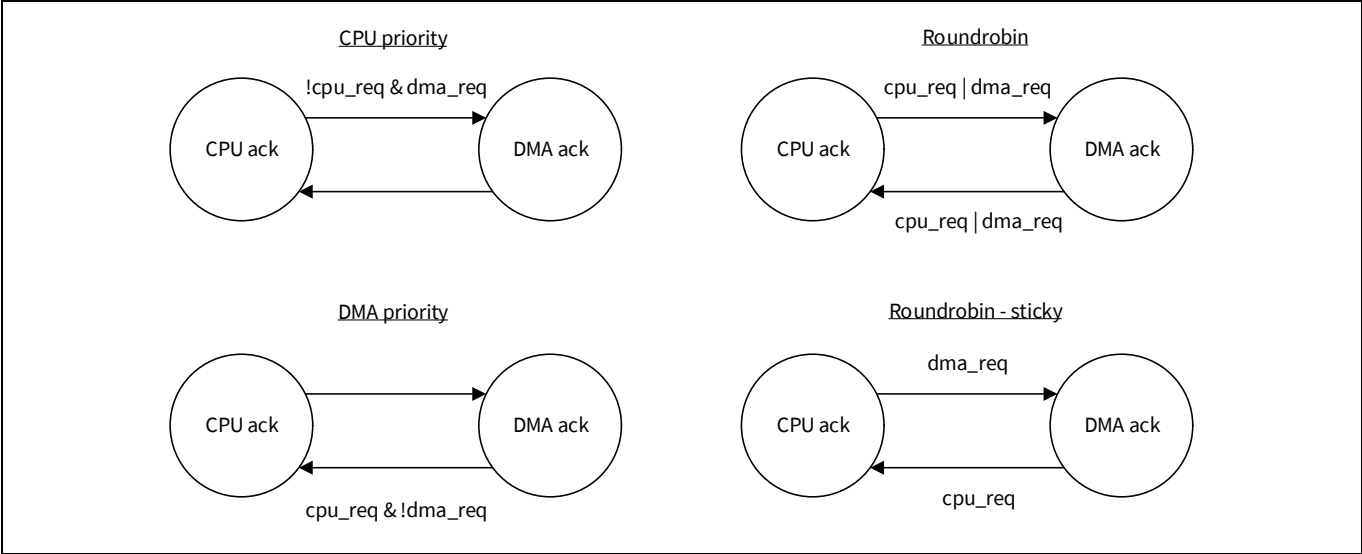 CPU priority
!cpu_req & dma_req
CPU ack
DMA ack
Roundrobin
cpu_req | dma_req
CPU ack
DMA ack
cpu_req | dma_req
DMA priority
CPU ack
DMA ack
cpu_req & !dma_req
Roundrobin - sticky
dma_req
CPU ack
DMA ack
cpu_req